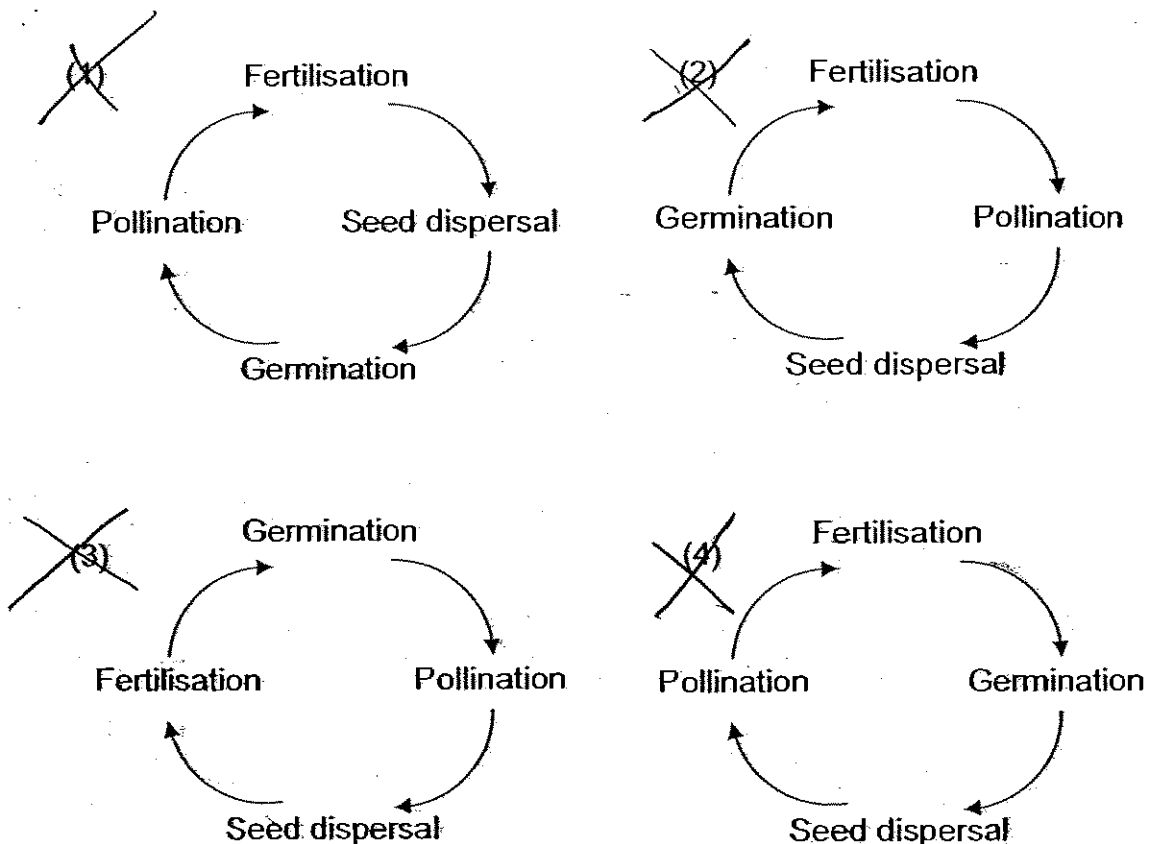 (1)
Fertilisation
Pollination
Seed dispersal
Germination
(2)
Fertilisation
Germination
Pollination
Seed dispersal
(3)
Germination
Fertilisation
Pollination
Seed dispersal
(4)
Fertilisation
Pollination
Germination
Seed dispersal